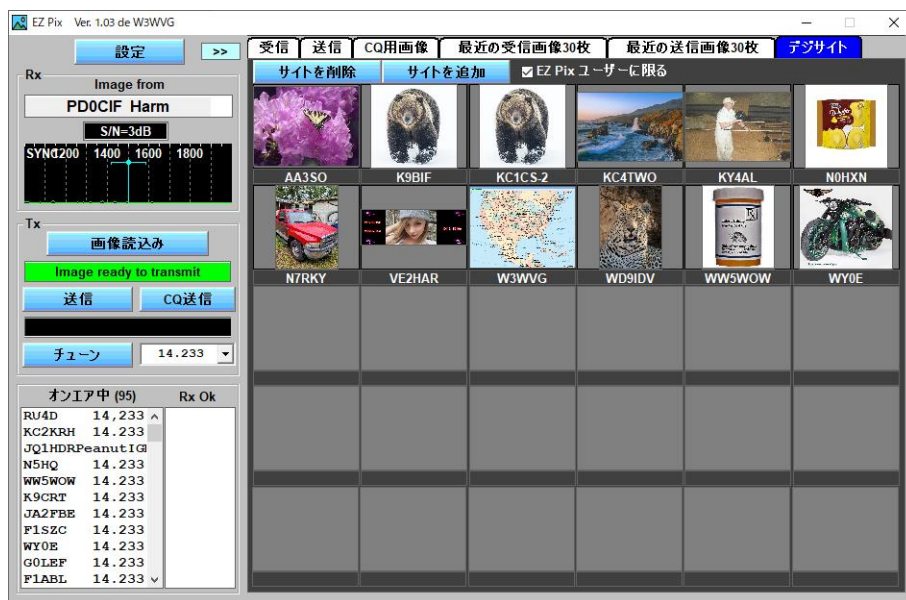 EZ Pix Ver. 1.03 de W3WVG
設定
>>
受信
送信
CQ用画像
最近の受信画像30枚
最近の送信画像30枚
デジサイト
サイトを削除
サイトを追加
EZ Pix ユーザーに限る
Rx
Image from
PD0CIF Harm
S/N=3dB
SYNC 1200 1400 1600 1800
AA3SO
K9BIF
KC1CS-2
KC4TWO
KY4AL
N0HXN
N7RKY
VE2HAR
W3WVG
WD9IDV
WW5WOW
WY0E
Tx
画像読込み
Image ready to transmit
送信
CQ送信
チューン
14.233
オンエア中 (95)
Rx Ok
RU4D 14,233
KC2KRH 14.233
JQ1HDRPeanutIG
N5HQ 14.233
WW5WOW 14.233
K9CRT 14.233
JA2FBE 14.233
F1SZC 14.233
WY0E 14.233
G0LEF 14.233
F1ABL 14.233